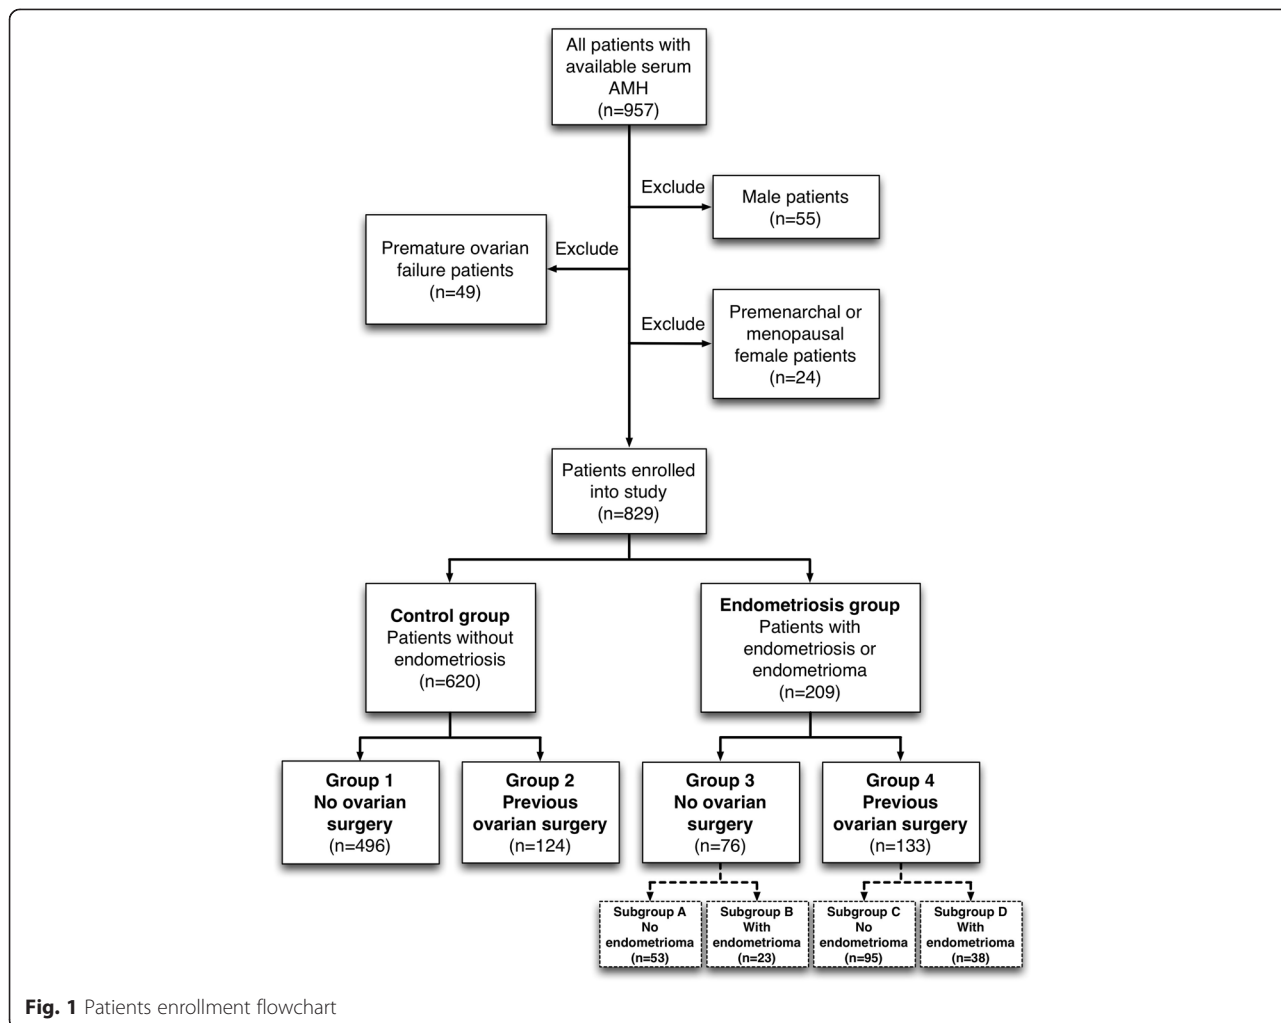 All patients with
available serum
AMH
(n=957)
Exclude
Male patients
(n=55)
Exclude
Premature ovarian
failure patients
(n=49)
Exclude
Premenarchal or
menopausal
female patients
(n=24)
Patients enrolled
into study
(n=829)
Control group
Patients without
endometriosis
(n=620)
Endometriosis group
Patients with
endometriosis or
endometrioma
(n=209)
Group 1
No ovarian
surgery
(n=496)
Group 2
Previous
ovarian surgery
(n=124)
Group 3
No ovarian
surgery
(n=76)
Group 4
Previous
ovarian surgery
(n=133)
Subgroup A
No
endometrioma
(n=53)
Subgroup B
With
endometrioma
(n=23)
Subgroup C
No
endometrioma
(n=95)
Subgroup D
With
endometrioma
(n=38)
Fig. 1 Patients enrollment flowchart